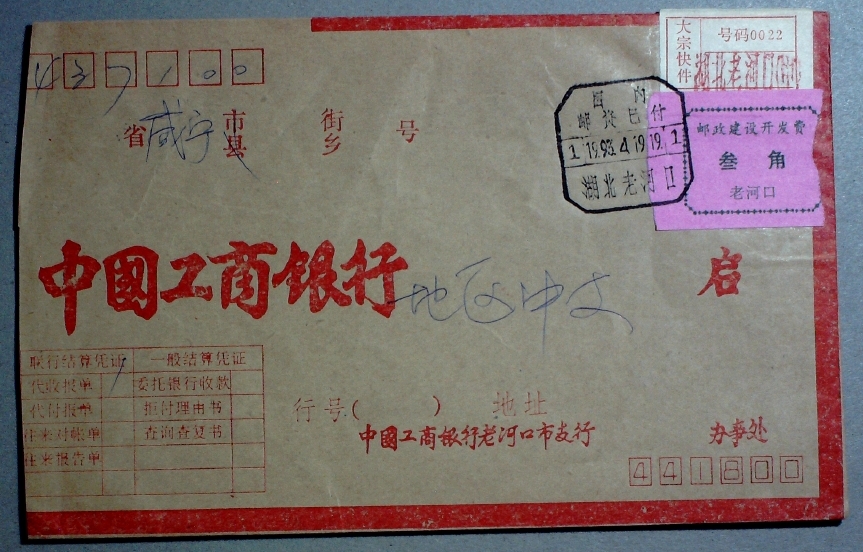 大宗快件
号码0022
湖北老河口(1)
437100
省咸宁市县 街乡 号
国内
邮资已付
1 1993.4.19.19 1
湖北老河口
邮政建设开发费
叁角
老河口
中國工商银行地区中支 启
联行结算凭证 一般结算凭证
代收报单 委托银行收款
代付报单 拒付理由书
往来对帐单 查询查复书
往来报告单
行号( ) 地址
中國工商银行老河口市支行 办事处
441800